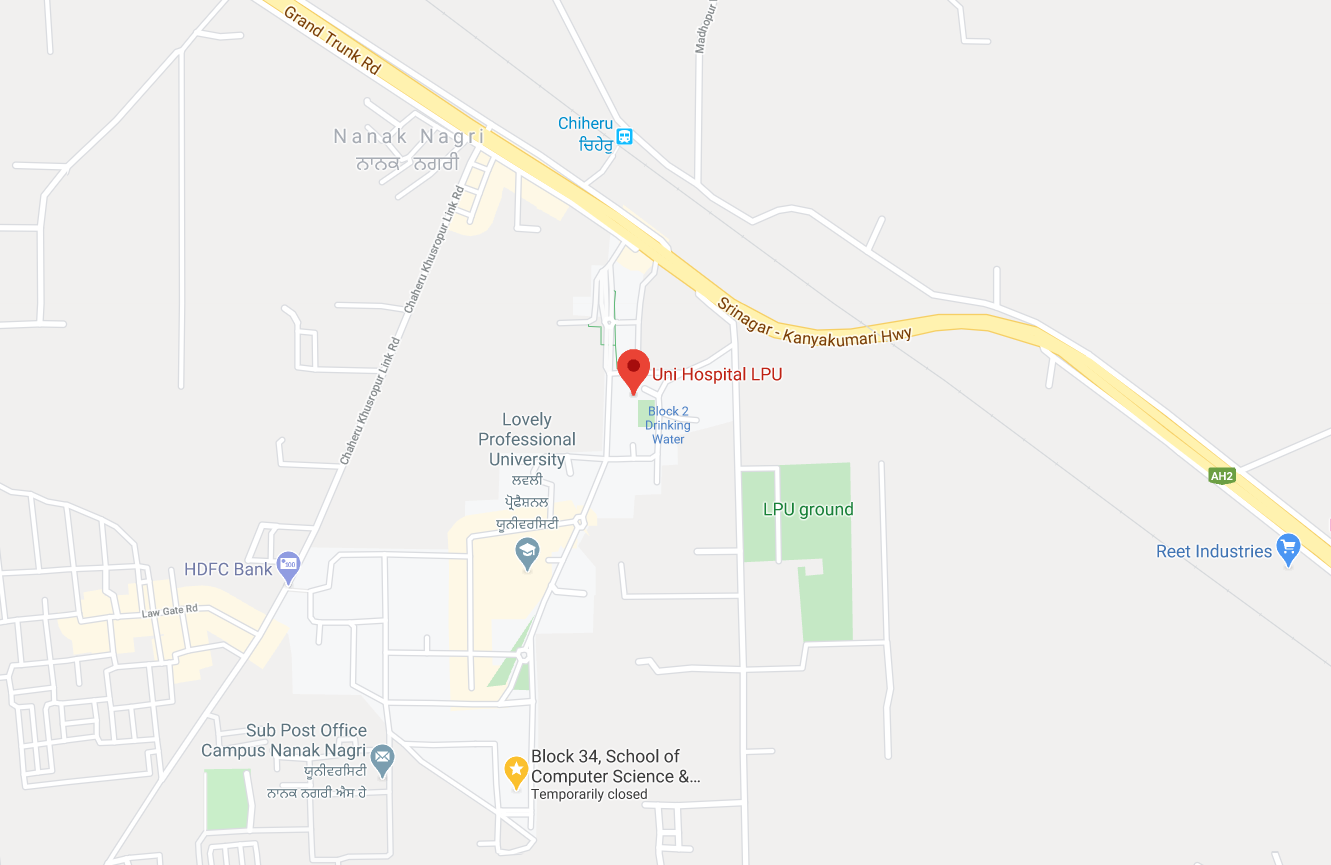 Grand Trunk Rd
Madhopur
Chiheru
ਚਿਹੇਰੂ
Nanak Nagri
ਨਾਨਕ ਨਗਰੀ
Chaheru Khusropur Link Rd
Srinagar - Kanyakumari Hwy
Chaheru Khusropur Link Rd
Uni Hospital LPU
Block 2
Drinking
Water
Lovely
Professional
University
ਲਵਲੀ
ਪ੍ਰੋਫੈਸ਼ਨਲ
ਯੂਨੀਵਰਸਿਟੀ
AH2
LPU ground
Reet Industries
HDFC Bank
100
Law Gate Rd
Sub Post Office
Campus Nanak Nagri
ਯੂਨੀਵਰਸਿਟੀ
ਨਾਨਕ ਨਗਰੀ ਐਸ ਹੇ
Block 34, School of
Computer Science &...
Temporarily closed